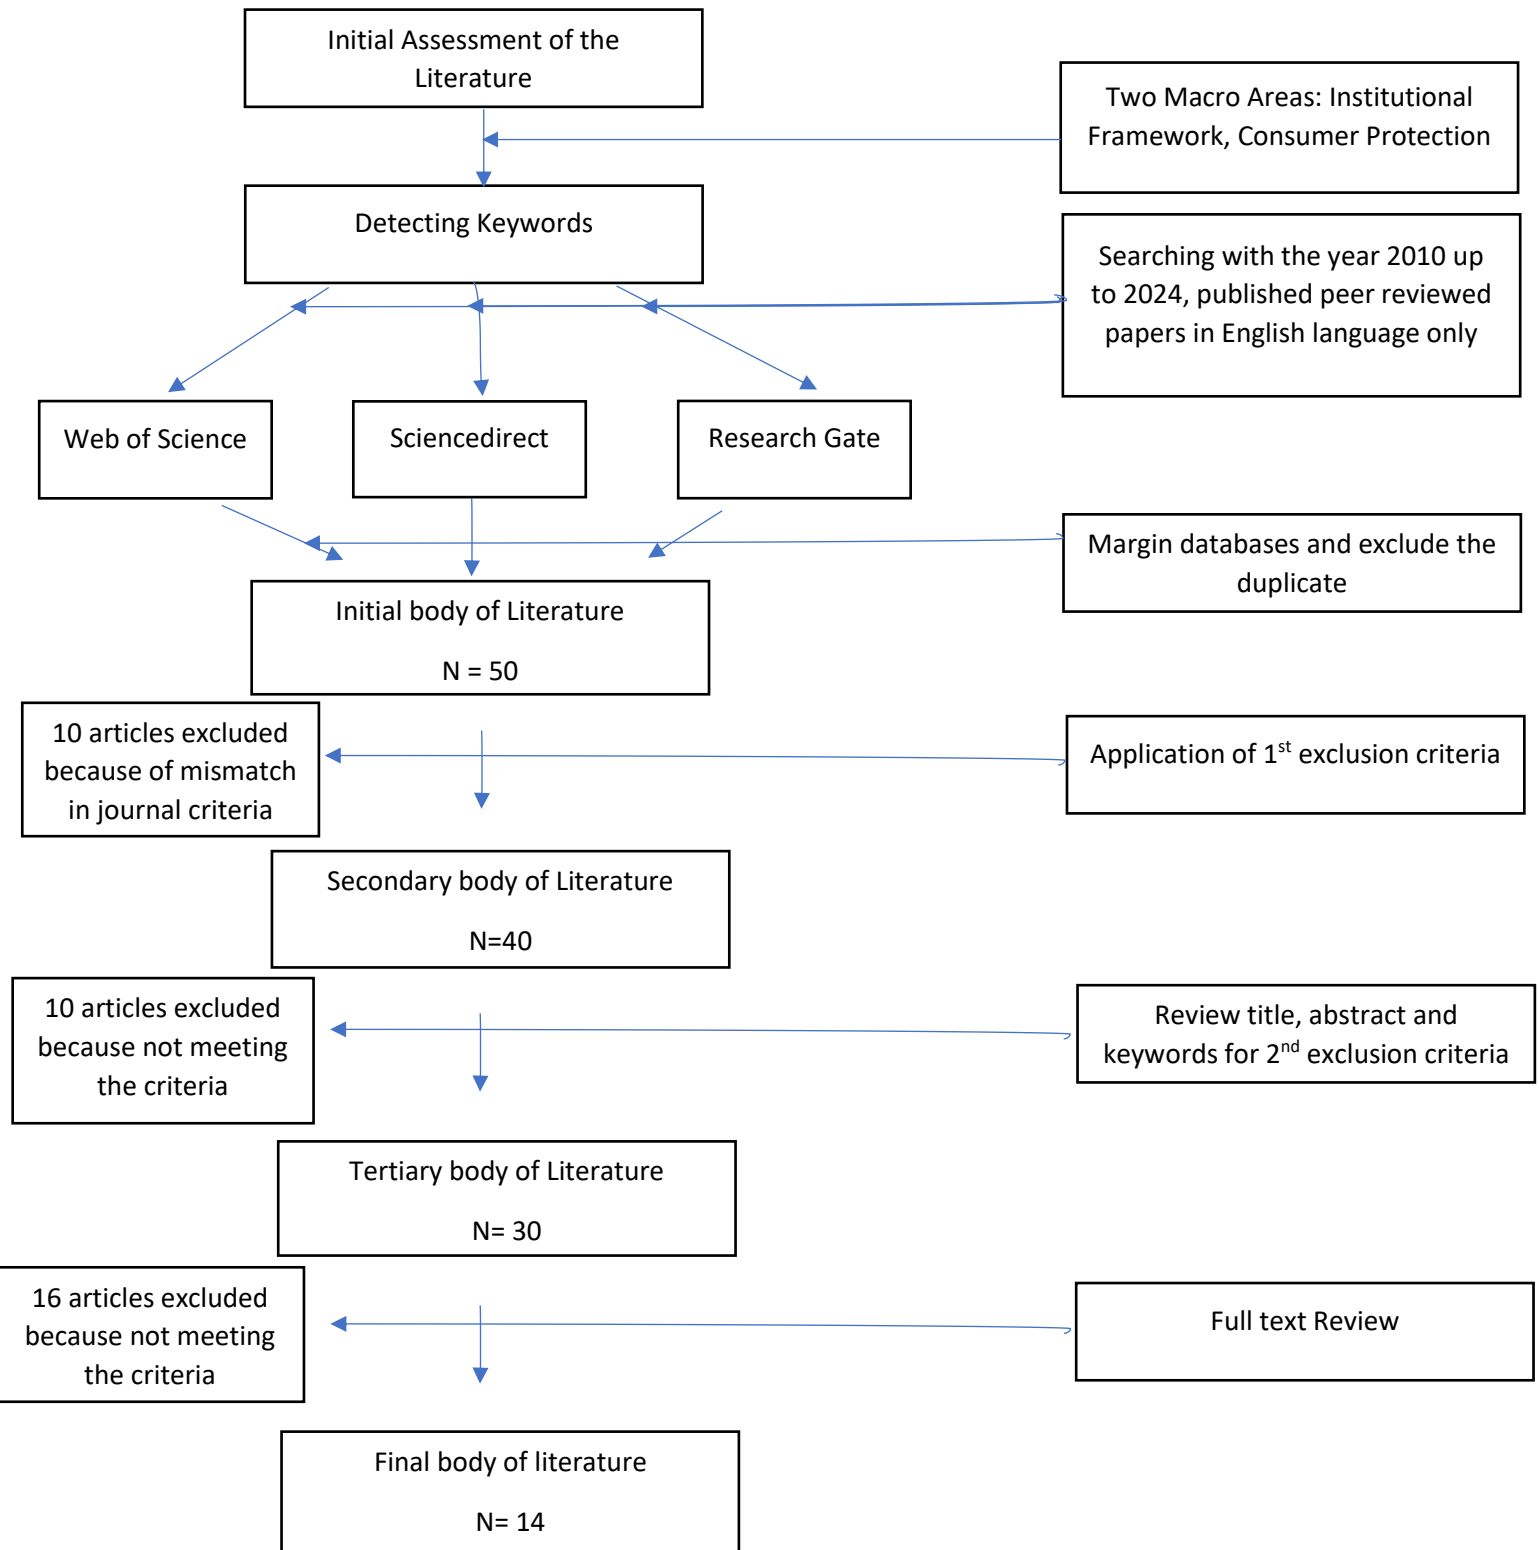 Initial Assessment of the
Literature
Two Macro Areas: Institutional
Framework, Consumer Protection
Detecting Keywords
Searching with the year 2010 up
to 2024, published peer reviewed
papers in English language only
Web of Science
Sciencedirect
Research Gate
Margin databases and exclude the
duplicate
Initial body of Literature
N = 50
10 articles excluded
because of mismatch
in journal criteria
Application of 1st exclusion criteria
Secondary body of Literature
N=40
10 articles excluded
because not meeting
the criteria
Review title, abstract and
keywords for 2nd exclusion criteria
Tertiary body of Literature
N= 30
16 articles excluded
because not meeting
the criteria
Full text Review
Final body of literature
N= 14